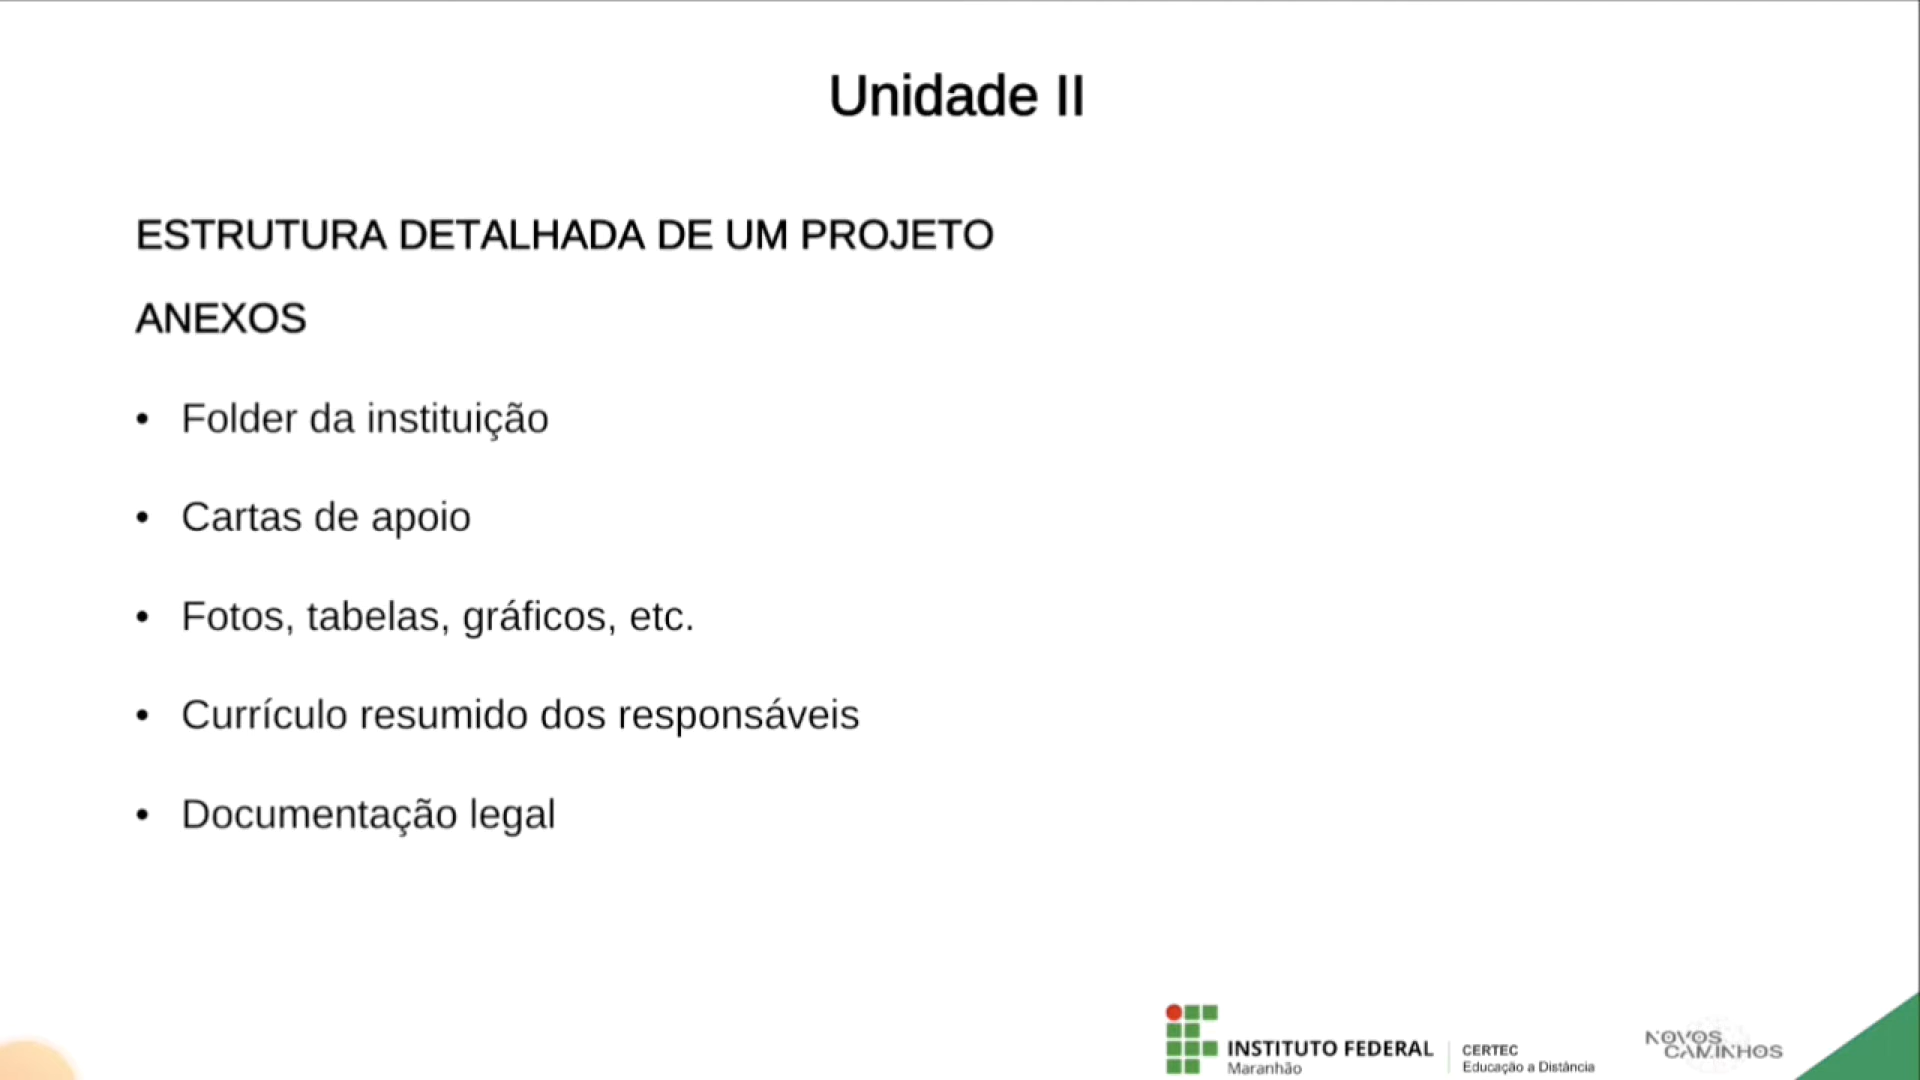 Unidade II
ESTRUTURA DETALHADA DE UM PROJETO
ANEXOS
• Folder da instituição
• Cartas de apoio
• Fotos, tabelas, gráficos, etc.
• Currículo resumido dos responsáveis
• Documentação legal
INSTITUTO FEDERAL
Maranhão
CERTEC
Educação a Distância
NOVOS
CAMINHOS